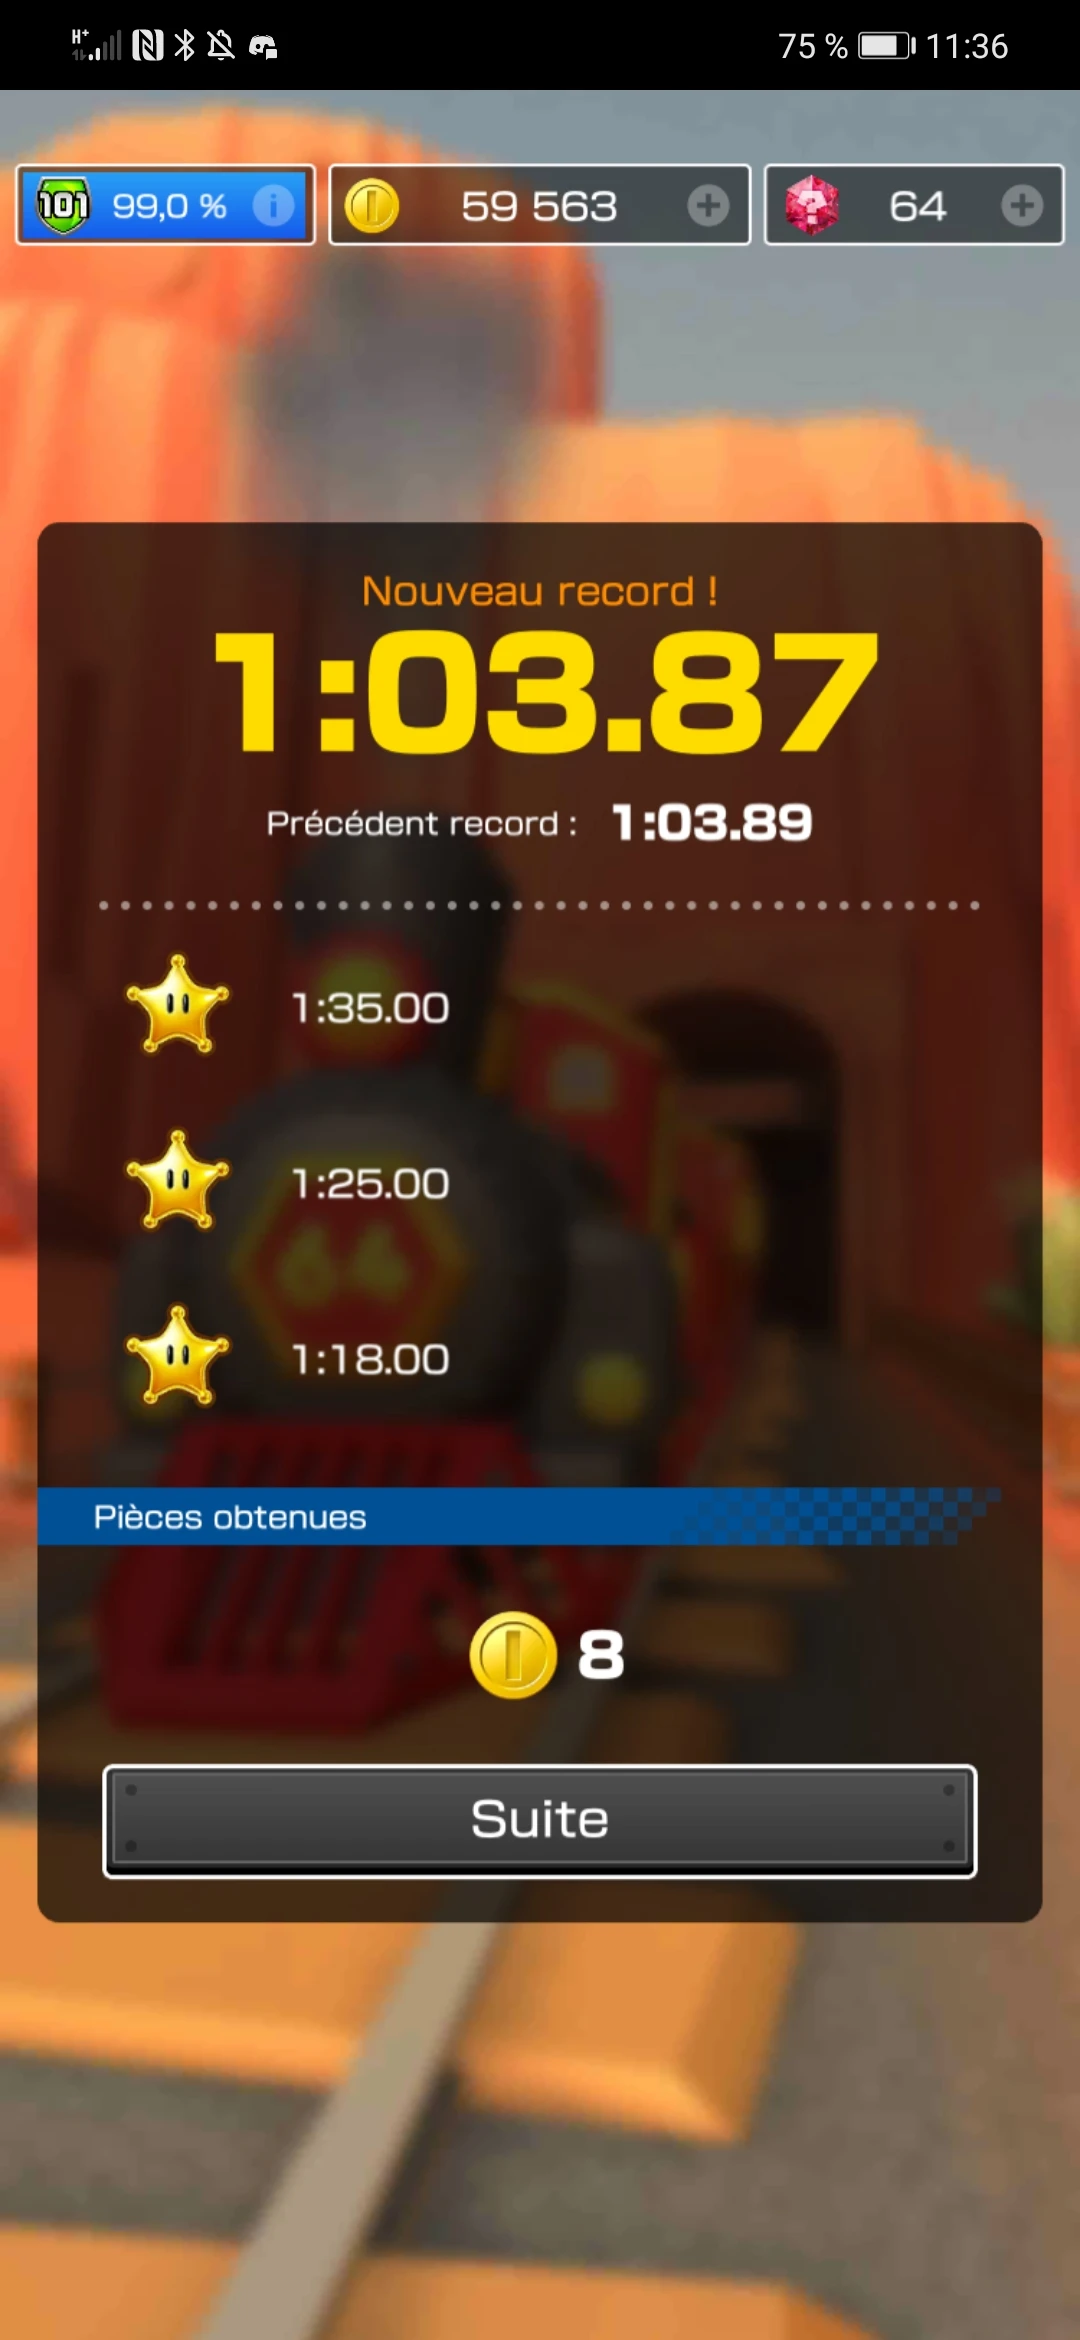 H+ 75 % 11:36
101 99,0 % i 59 563 + ? 64 +
Nouveau record !
1:03.87
Précédent record : 1:03.89
1:35.00
1:25.00
1:18.00
64
Pièces obtenues
8
Suite